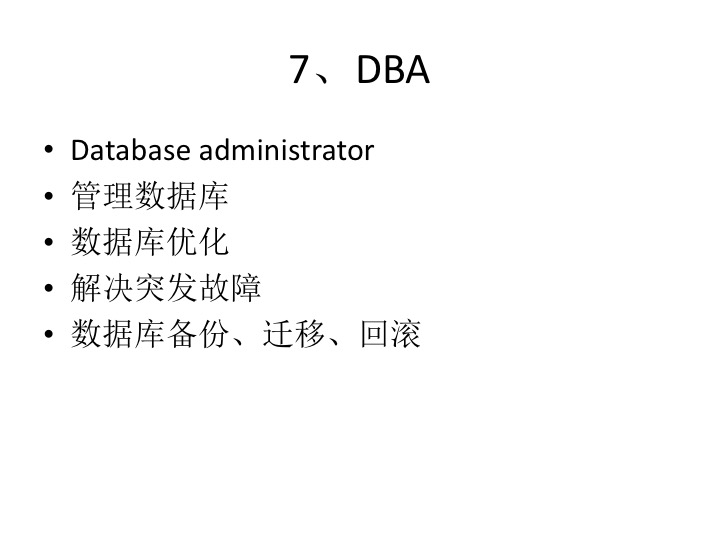 7、DBA
• Database administrator
• 管理数据库
• 数据库优化
• 解决突发故障
• 数据库备份、迁移、回滚